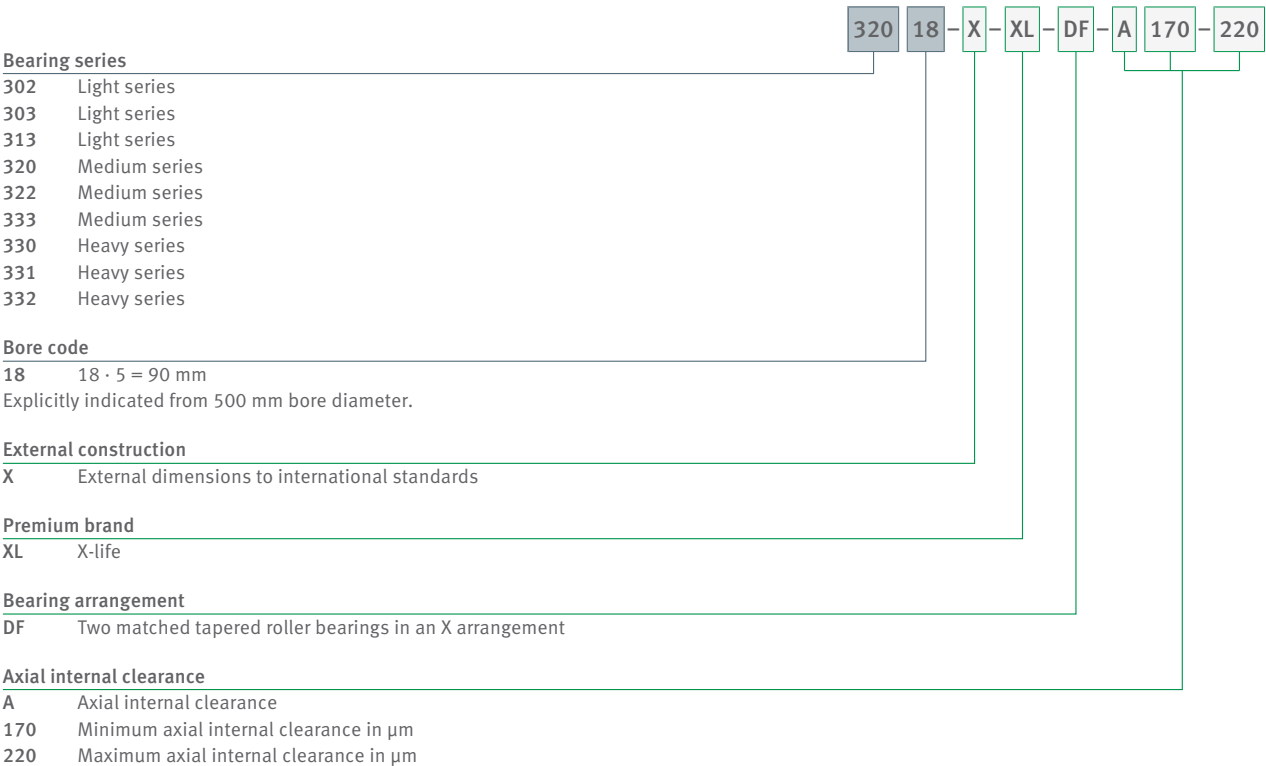 320 18 – X – XL – DF – A 170 – 220
Bearing series
302 Light series
303 Light series
313 Light series
320 Medium series
322 Medium series
333 Medium series
330 Heavy series
331 Heavy series
332 Heavy series
Bore code
18 18 · 5 = 90 mm
Explicitly indicated from 500 mm bore diameter.
External construction
X External dimensions to international standards
Premium brand
XL X-life
Bearing arrangement
DF Two matched tapered roller bearings in an X arrangement
Axial internal clearance
A Axial internal clearance
170 Minimum axial internal clearance in μm
220 Maximum axial internal clearance in μm